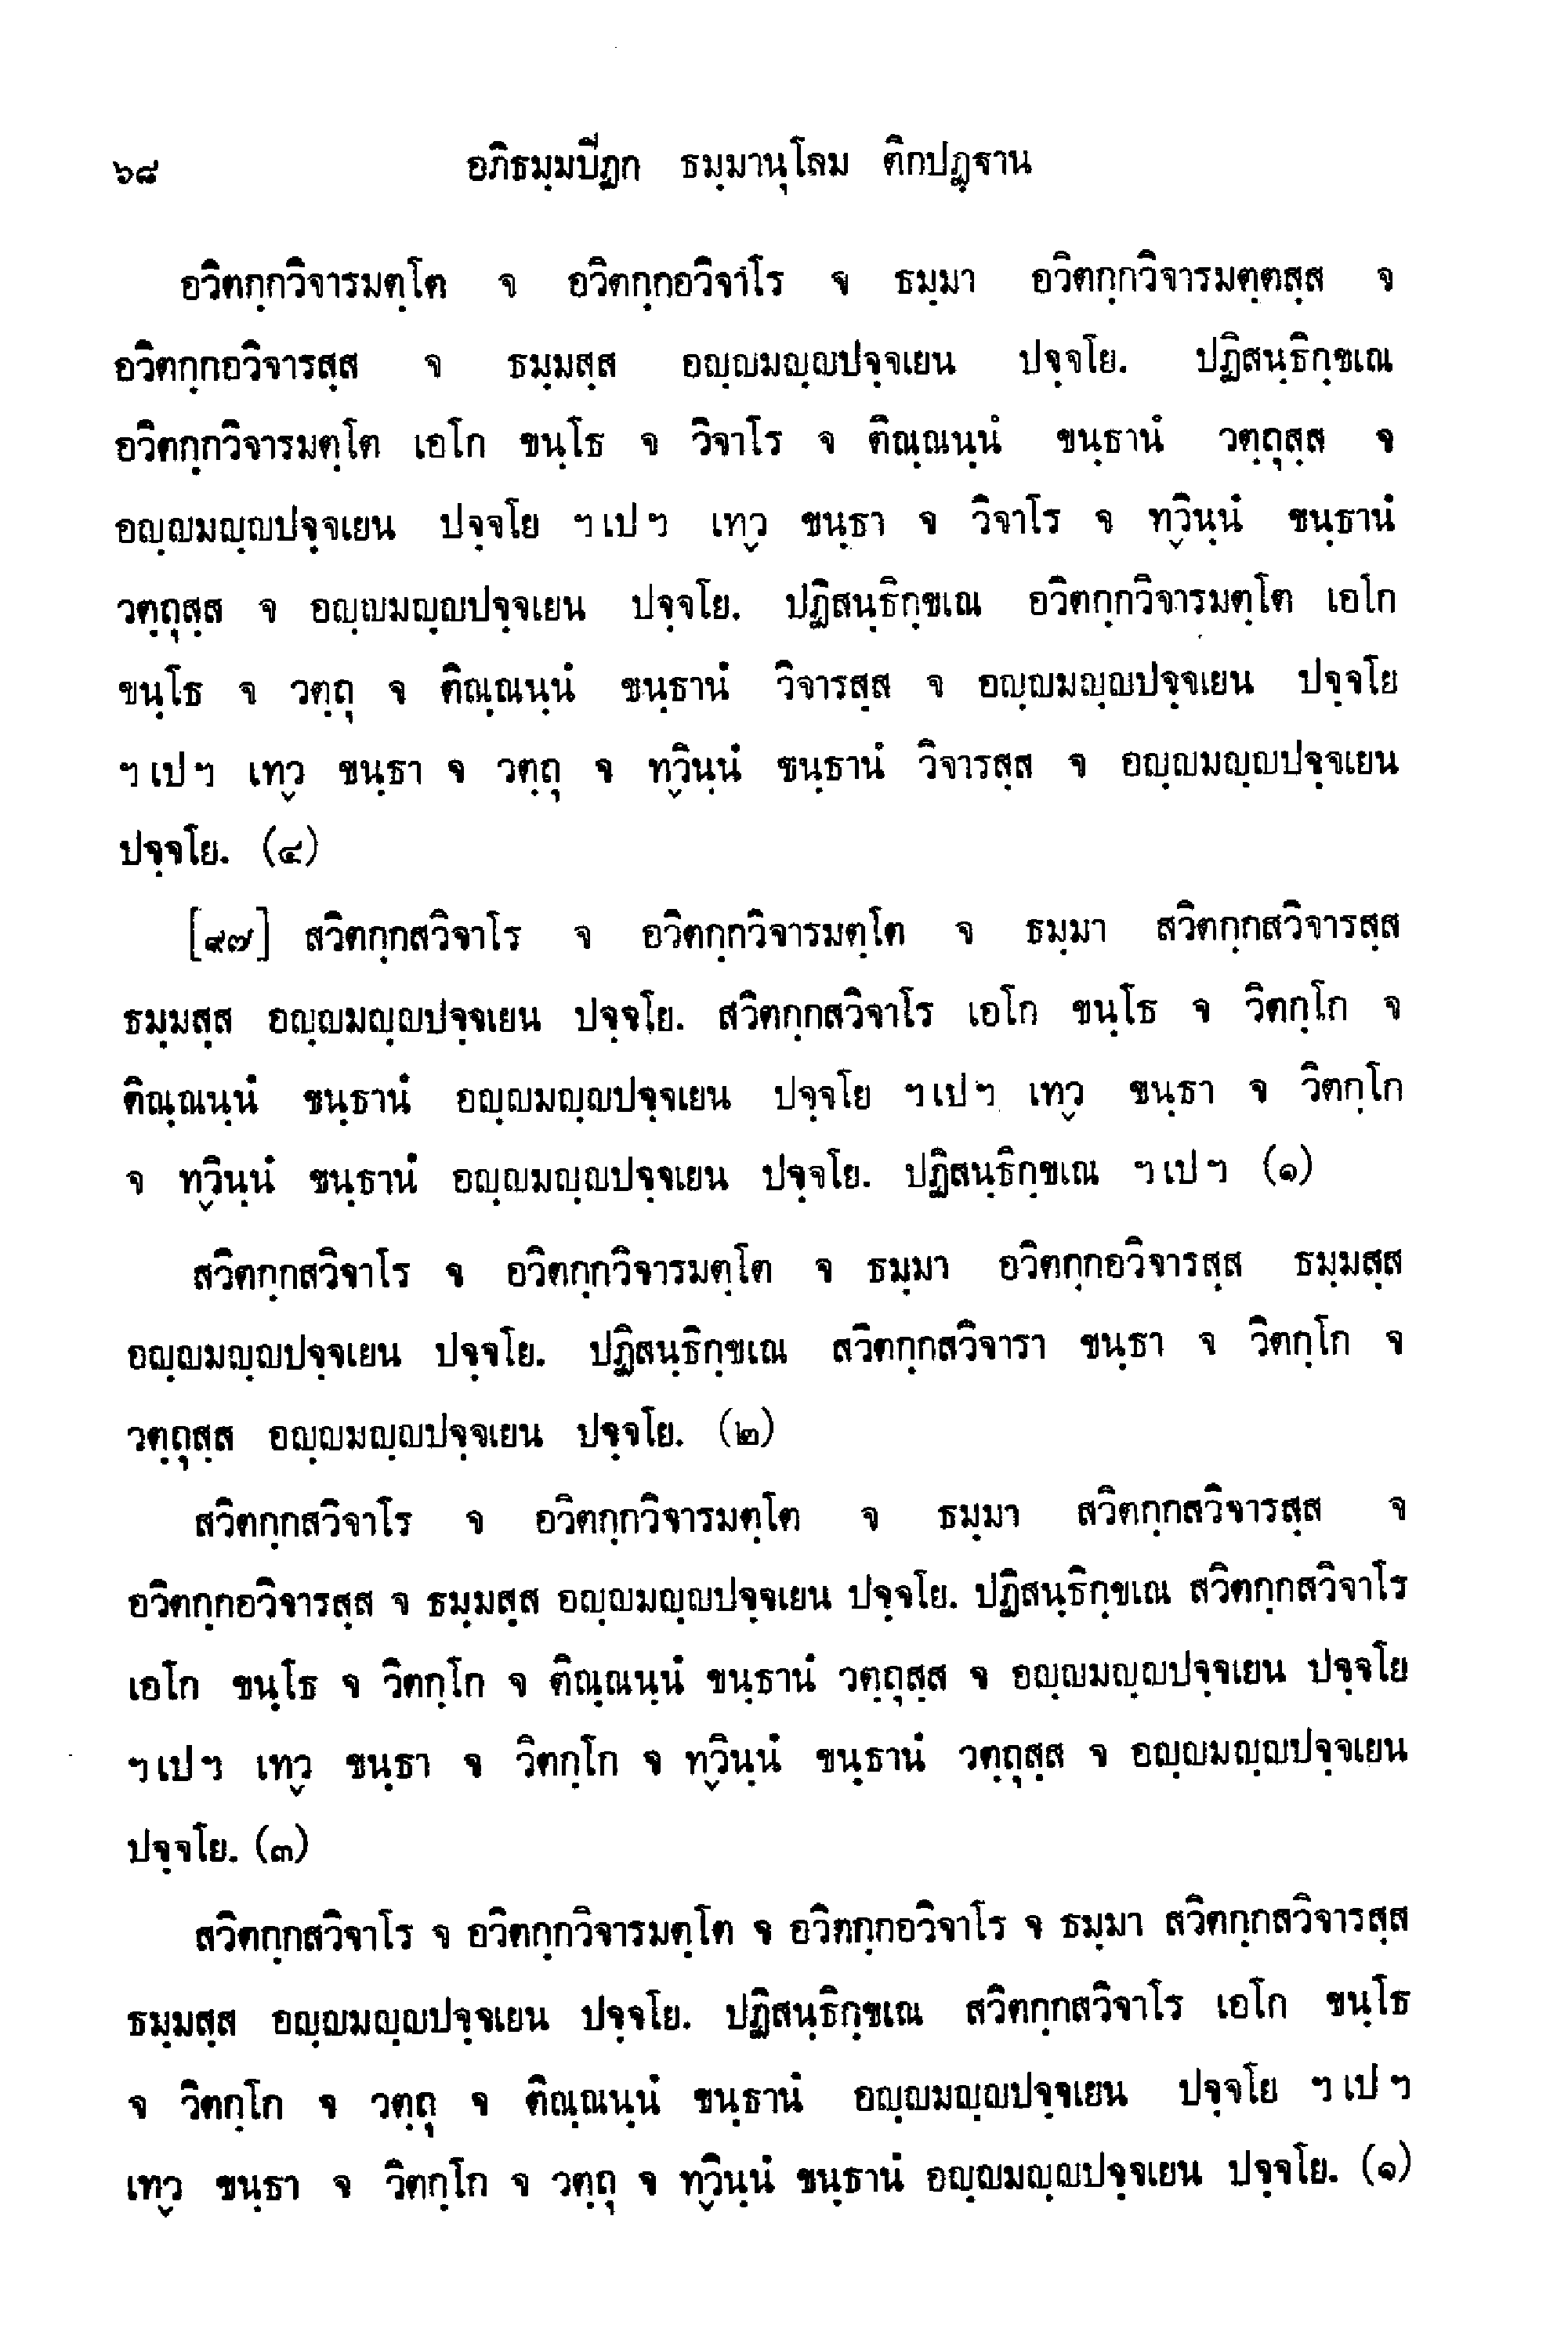 ๖๘ อภิธมฺมปิฏก ธมฺมานุโลม ติกปฏฺฐาน
อวิตกฺกวิจารมตฺโต จ อวิตกฺกอวิจาโร จ ธมฺมา อวิตกฺกวิจารมตฺตสฺส จ
อวิตกฺกอวิจารสฺส จ ธมฺมสฺส อญฺญมญฺญปจฺจเยน ปจฺจโย. ปฏิสนฺธิกฺขเณ
อวิตกฺกวิจารมตฺโต เอโก ขนฺโธ จ วิจาโร จ ติณฺณนฺนํ ขนฺธานํ วตฺถุสฺส จ
อญฺญมญฺญปจฺจเยน ปจฺจโย ฯเปฯ เทฺว ขนฺธา จ วิจาโร จ ทฺวินฺนํ ขนฺธานํ
วตฺถุสฺส จ อญฺญมญฺญปจฺจเยน ปจฺจโย. ปฏิสนฺธิกฺขเณ อวิตกฺกวิจารมตฺโต เอโก
ขนฺโธ จ วตฺถุ จ ติณฺณนฺนํ ขนฺธานํ วิจารสฺส จ อญฺญมญฺญปจฺจเยน ปจฺจโย
ฯเปฯ เทฺว ขนฺธา จ วตฺถุ จ ทฺวินฺนํ ขนฺธานํ วิจารสฺส จ อญฺญมญฺญปจฺจเยน
ปจฺจโย. (๔)
[๙๗] สวิตกฺกสวิจาโร จ อวิตกฺกวิจารมตฺโต จ ธมฺมา สวิตกฺกสวิจารสฺส
ธมฺมสฺส อญฺญมญฺญปจฺจเยน ปจฺจโย. สวิตกฺกสวิจาโร เอโก ขนฺโธ จ วิตกฺโก จ
ติณฺณนฺนํ ขนฺธานํ อญฺญมญฺญปจฺจเยน ปจฺจโย ฯเปฯ เทฺว ขนฺธา จ วิตกฺโก
จ ทฺวินฺนํ ขนฺธานํ อญฺญมญฺญปจฺจเยน ปจฺจโย. ปฏิสนฺธิกฺขเณ ฯเปฯ (๑)
สวิตกฺกสวิจาโร จ อวิตกฺกวิจารมตฺโต จ ธมฺมา อวิตกฺกอวิจารสฺส ธมฺมสฺส
อญฺญมญฺญปจฺจเยน ปจฺจโย. ปฏิสนฺธิกฺขเณ สวิตกฺกสวิจารา ขนฺธา จ วิตกฺโก จ
วตฺถุสฺส อญฺญมญฺญปจฺจเยน ปจฺจโย. (๒)
สวิตกฺกสวิจาโร จ อวิตกฺกวิจารมตฺโต จ ธมฺมา สวิตกฺกสวิจารสฺส จ
อวิตกฺกอวิจารสฺส จ ธมฺมสฺส อญฺญมญฺญปจฺจเยน ปจฺจโย. ปฏิสนฺธิกฺขเณ สวิตกฺกสวิจาโร
เอโก ขนฺโธ จ วิตกฺโก จ ติณฺณนฺนํ ขนฺธานํ วตฺถุสฺส จ อญฺญมญฺญปจฺจเยน ปจฺจโย
ฯเปฯ เทฺว ขนฺธา จ วิตกฺโก จ ทฺวินฺนํ ขนฺธานํ วตฺถุสฺส จ อญฺญมญฺญปจฺจเยน
ปจฺจโย. (๓)
สวิตกฺกสวิจาโร จ อวิตกฺกวิจารมตฺโต จ อวิตกฺกอวิจาโร จ ธมฺมา สวิตกฺกสวิจารสฺส
ธมฺมสฺส อญฺญมญฺญปจฺจเยน ปจฺจโย. ปฏิสนฺธิกฺขเณ สวิตกฺกสวิจาโร เอโก ขนฺโธ
จ วิตกฺโก จ วตฺถุ จ ติณฺณนฺนํ ขนฺธานํ อญฺญมญฺญปจฺจเยน ปจฺจโย ฯเปฯ
เทฺว ขนฺธา จ วิตกฺโก จ วตฺถุ จ ทฺวินฺนํ ขนฺธานํ อญฺญมญฺญปจฺจเยน ปจฺจโย. (๑)